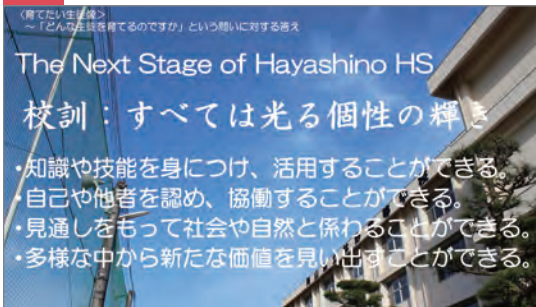 〈育てたい生徒像〉
～「どんな生徒を育てるのですか」という問いに対する答え
The Next Stage of Hayashino HS
校訓：すべては光る個性の輝き
・知識や技能を身につけ、活用することができる。
・自己や他者を認め、協働することができる。
・見通しをもって社会や自然と係わることができる。
・多様な中から新たな価値を見い出すことができる。